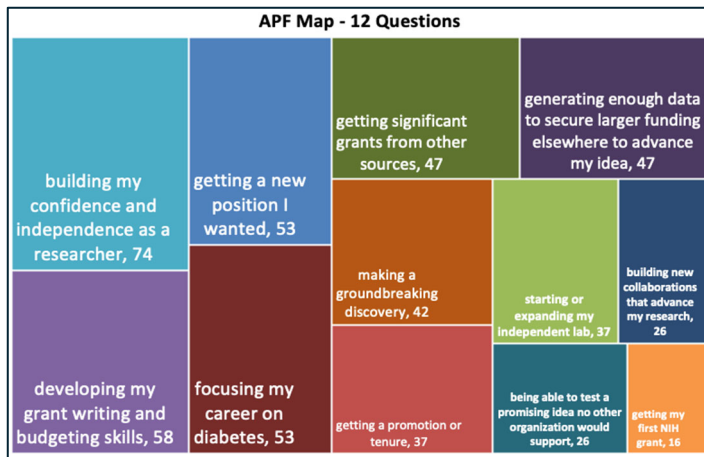 APF Map - 12 Questions
building my
confidence and
independence as a
researcher, 74
developing my
grant writing and
budgeting skills, 58
getting a new
position I
wanted, 53
focusing my
career on
diabetes, 53
getting significant
grants from other
sources, 47
generating enough data
to secure larger funding
elsewhere to advance
my idea, 47
making a
groundbreaking
discovery, 42
getting a promotion or
tenure, 37
starting or
expanding my
independent lab, 37
building new
collaborations
that advance
my research,
26
being able to test a
promising idea no other
organization would
support, 26
getting my
first NIH
grant, 16